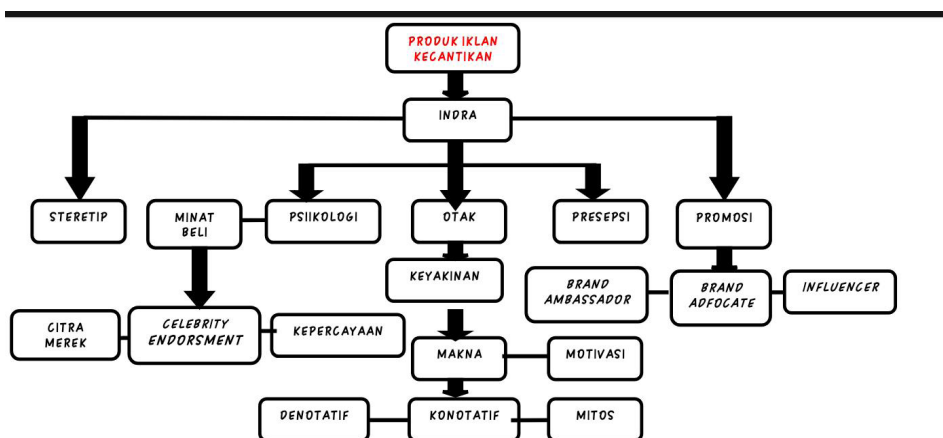 PRODUK IKLAN
KECANTIKAN
INDRA
STERETIP
MINAT
BELI
PSIIKOLOGI
OTAK
PRESEPSI
PROMOSI
KEYAKINAN
BRAND
AMBASSADOR
BRAND
ADFOCATE
INFLUENCER
CITRA
MEREK
CELEBRITY
ENDORSMENT
KEPERCAYAAN
MAKNA
MOTIVASI
DENOTATIF
KONOTATIF
MITOS